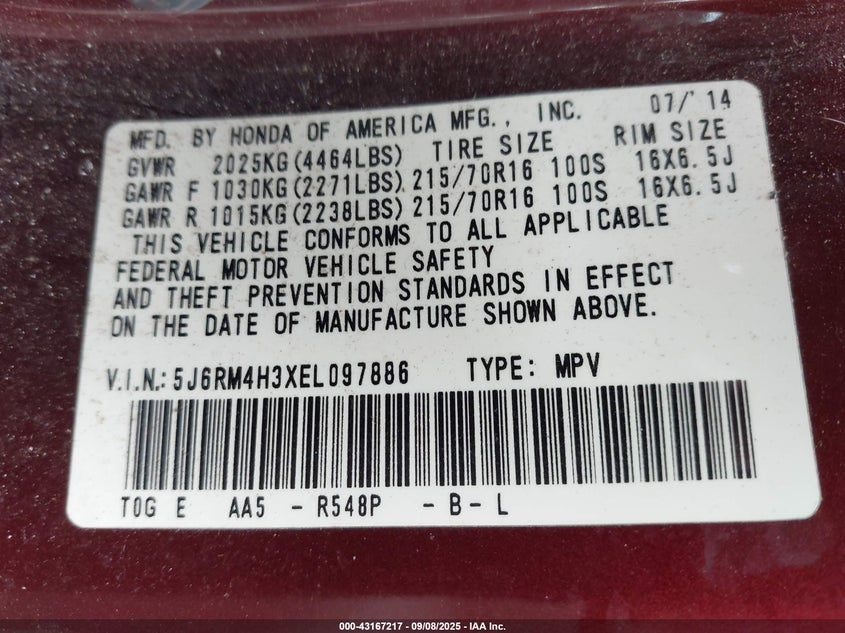 MFD. BY HONDA OF AMERICA MFG., INC. 07/'14
GVWR 2025KG(4464LBS) TIRE SIZE RIM SIZE
GAWR F 1030KG(2271LBS) 215/70R16 100S 16X6.5J
GAWR R 1015KG(2238LBS) 215/70R16 100S 16X6.5J
THIS VEHICLE CONFORMS TO ALL APPLICABLE
FEDERAL MOTOR VEHICLE SAFETY
AND THEFT PREVENTION STANDARDS IN EFFECT
ON THE DATE OF MANUFACTURE SHOWN ABOVE.
V.I.N.: 5J6RM4H3XEL097886 TYPE: MPV
TOG E AA5 - R548P - B - L
000-43167217 - 09/08/2025 - IAA Inc.